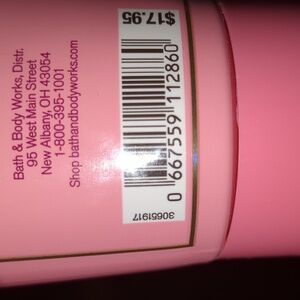 Bath & Body Works, Distr.
95 West Main Street
New Albany, OH 43054
1-800-395-1001
Shop bathandbodyworks.com
$17.95
0 667559 112860
30651917